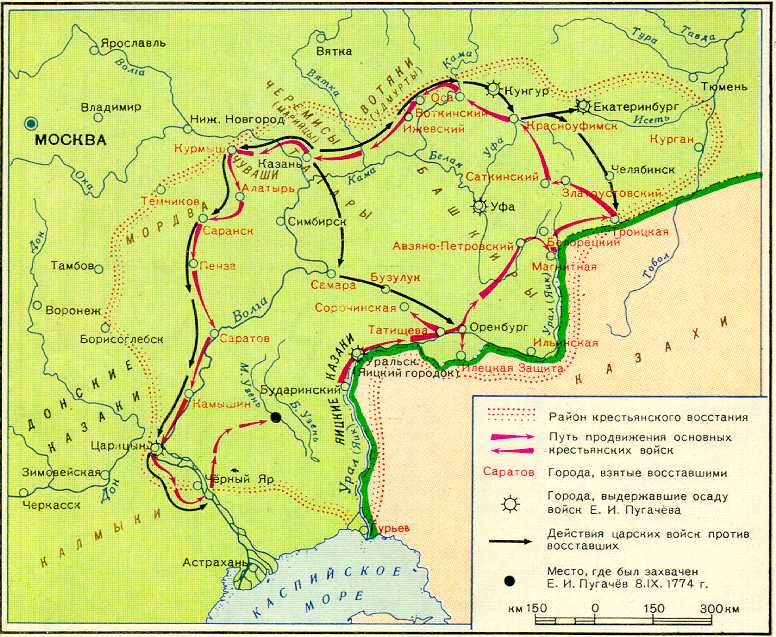 Ярославль
Волга
Вятка
Вятка
Кама
Тура
Тавда
Тюмень
Владимир
МОСКВА
Ниж. Новгород
ЧЕРЕМИСЫ
(МАРИЙЦЫ)
ВОТЯКИ
(УДМУРТЫ)
Оса
Воткинский
Ижевский
Кунгур
Екатеринбург
Исеть
Красноуфимск
Курган
Курмыш
ЧУВАШИ
Казань
ТАТАРЫ
Кама
Белая
Уфа
Ока
Алатырь
Темников
МОРДВА
Саранск
Симбирск
БАШКИРЫ
Уфа
Саткинский
Златоустовский
Челябинск
Троицкая
Дон
Тамбов
Пенза
Авзяно-Петровский
Белорецкий
Магнитная
Тобол
Самара
Бузулук
Воронеж
Волга
Сорочинская
Урал (Яик)
Борисоглебск
Саратов
Татищева
Оренбург
Ильинская
Илецкая Защита
КАЗАХИ
Уральск
(Яицкий городок)
ЯИЦКИЕ КАЗАКИ
Бударинский
М. Узень
Б. Узень
ДОНСКИЕ
КАЗАКИ
Камышин
Царицын
Урал (Яик)
Зимовейская
Дон
Чёрный Яр
Черкасск
КАЛМЫКИ
Гурьев
Астрахань
КАСПИЙСКОЕ
МОРЕ
Район крестьянского восстания
Путь продвижения основных
крестьянских войск
Саратов Города, взятые восставшими
Города, выдержавшие осаду
войск Е. И. Пугачёва
Действия царских войск против
восставших
Место, где был захвачен
Е. И. Пугачёв 8.IX. 1774 г.
км 150 0 150 300 км